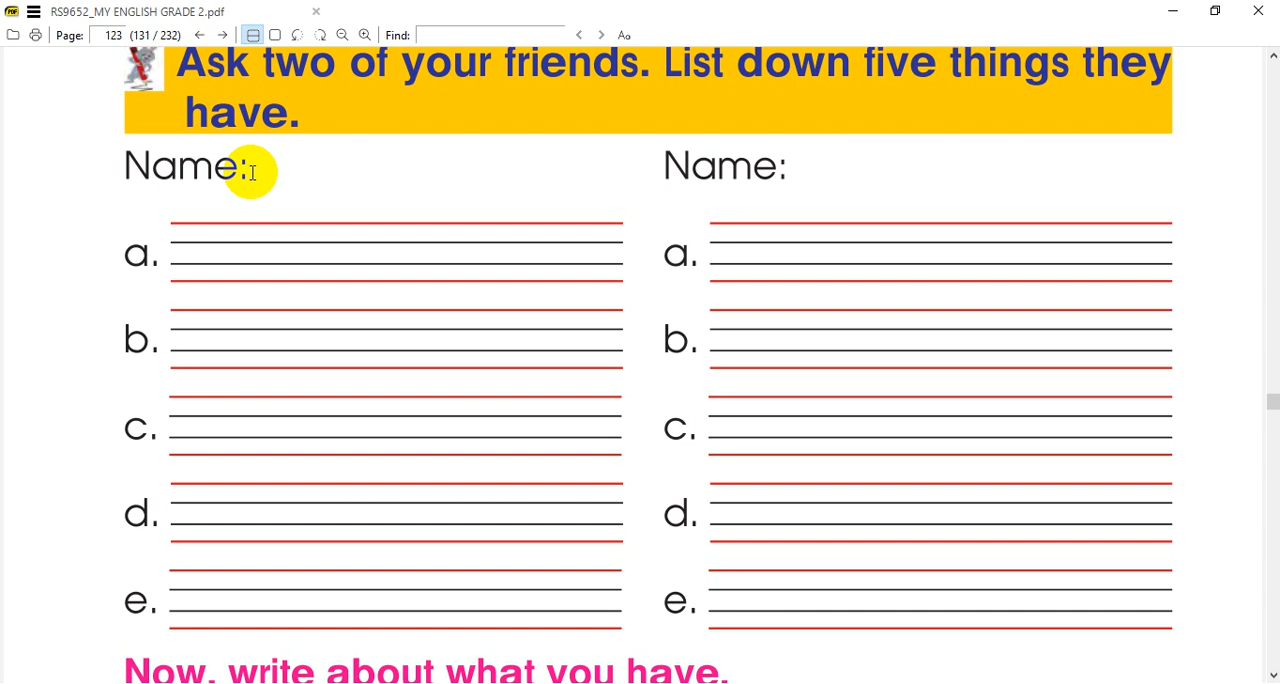 RS9652_MY ENGLISH GRADE 2.pdf
Page: 123 (131 / 232) Find:
Ask two of your friends. List down five things they
have.
Name: Name:
a. a.
b. b.
c. c.
d. d.
e. e.
Now, write about what you have.